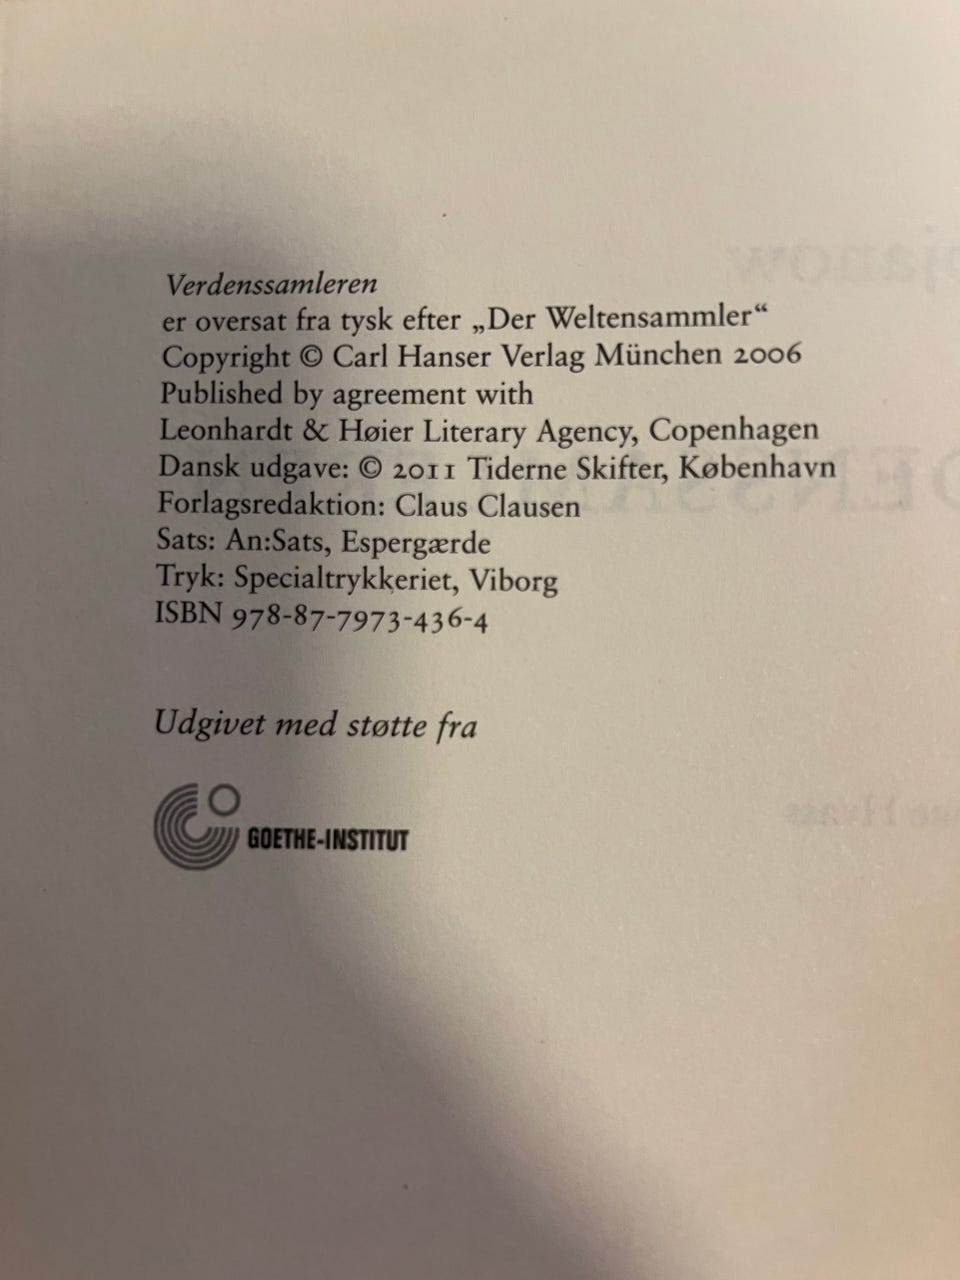 Verdenssamleren
er oversat fra tysk efter „Der Weltensammler“
Copyright © Carl Hanser Verlag München 2006
Published by agreement with
Leonhardt & Høier Literary Agency, Copenhagen
Dansk udgave: © 2011 Tiderne Skifter, København
Forlagsredaktion: Claus Clausen
Sats: An:Sats, Espergærde
Tryk: Specialtrykkeriet, Viborg
ISBN 978-87-7973-436-4
Udgivet med støtte fra
GOETHE-INSTITUT